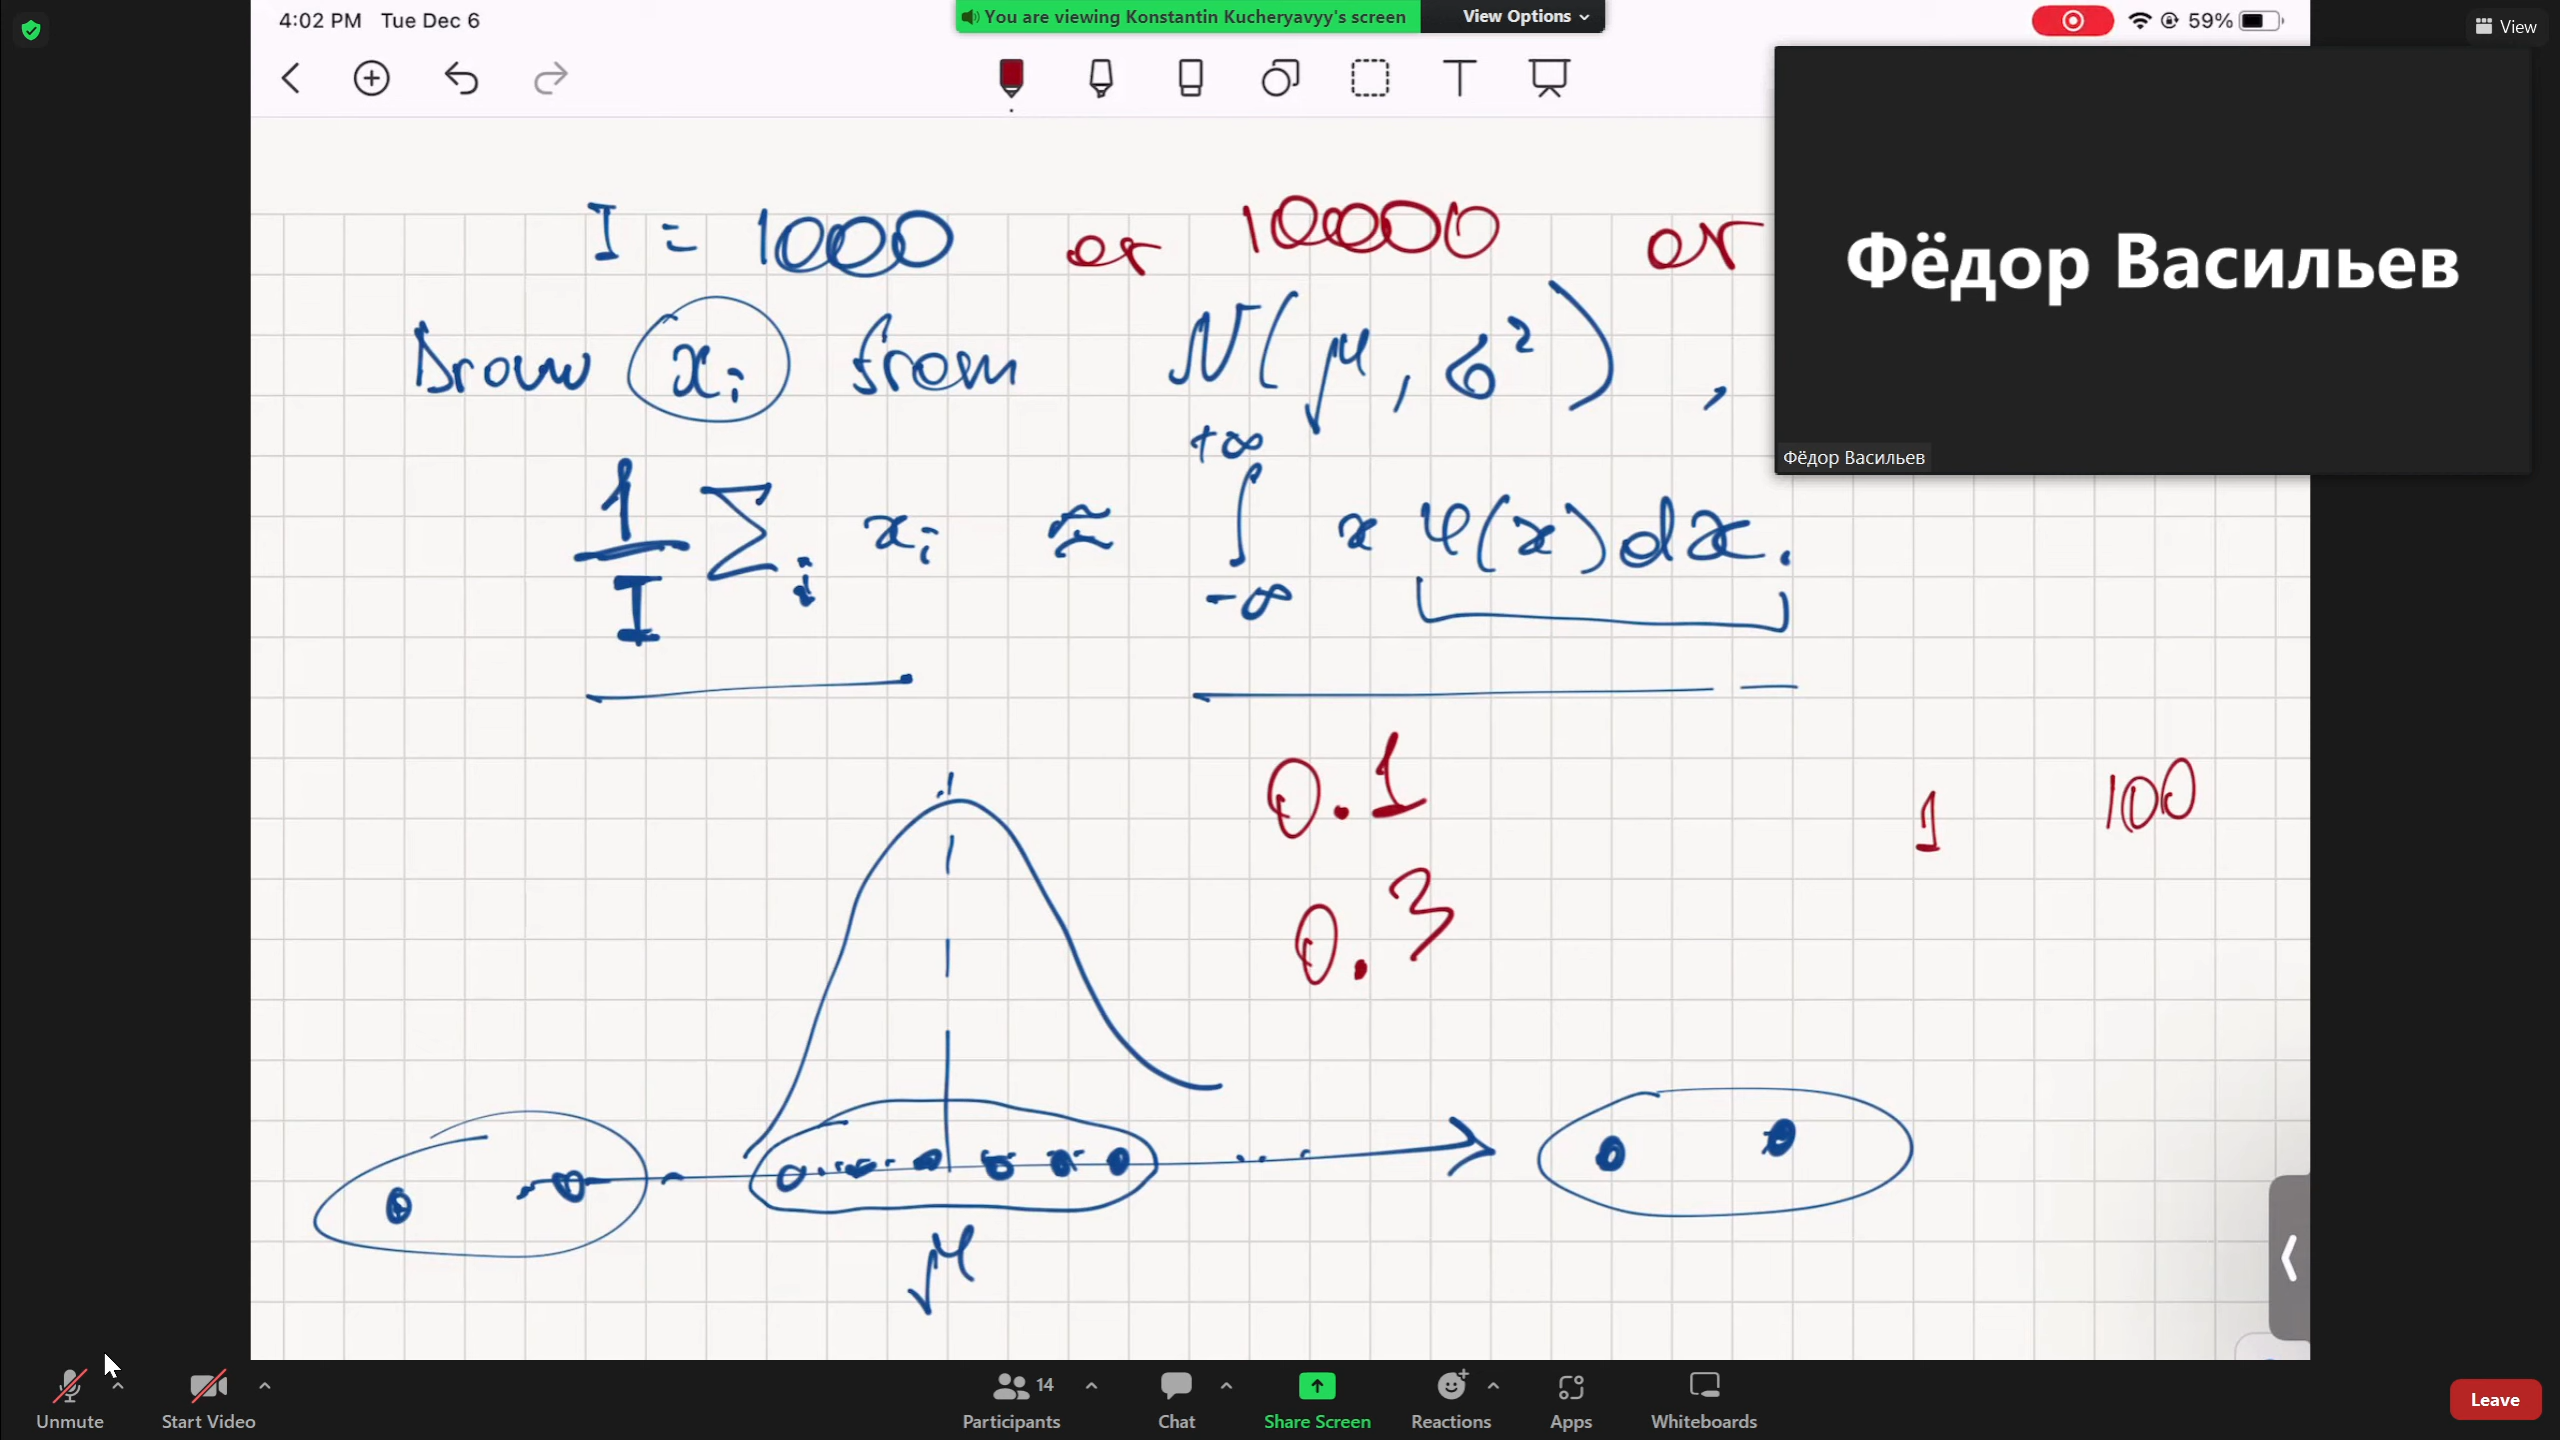 4:02 PM Tue Dec 6
You are viewing Konstantin Kucheryavyy's screen
View Options
59%
View
I = 1000 or 10000 or
Draw xᵢ from N(μ, σ²),
1/I Σᵢ xᵢ ≈ ∫₋∞⁺∞ x φ(x) dx.
Фёдор Васильев
Фёдор Васильев
0.1
1 100
0.3
μ
Unmute
Start Video
Participants 14
Chat
Share Screen
Reactions
Apps
Whiteboards
Leave